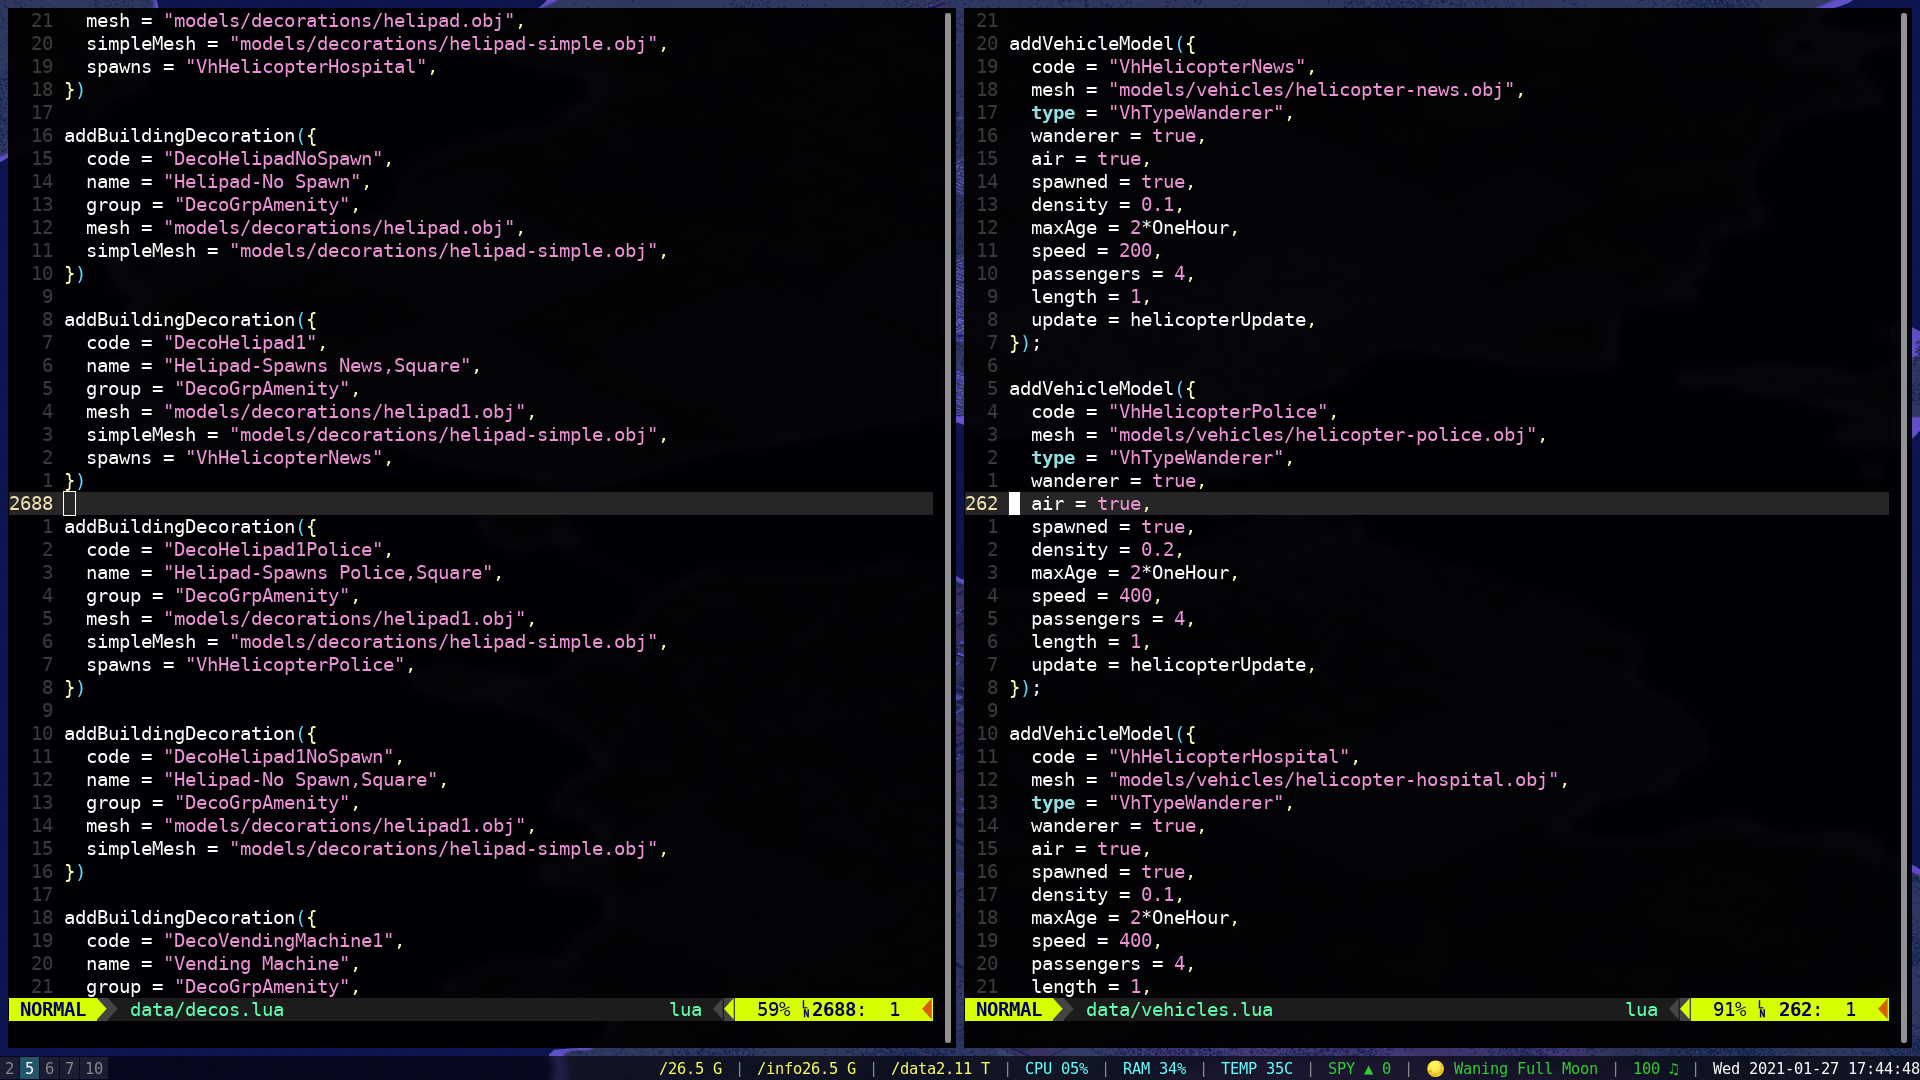 21   mesh = "models/decorations/helipad.obj",
20   simpleMesh = "models/decorations/helipad-simple.obj",
19   spawns = "VhHelicopterHospital",
18 })
17
16 addBuildingDecoration({
15   code = "DecoHelipadNoSpawn",
14   name = "Helipad-No Spawn",
13   group = "DecoGrpAmenity",
12   mesh = "models/decorations/helipad.obj",
11   simpleMesh = "models/decorations/helipad-simple.obj",
10 })
9
8 addBuildingDecoration({
7   code = "DecoHelipad1",
6   name = "Helipad-Spawns News,Square",
5   group = "DecoGrpAmenity",
4   mesh = "models/decorations/helipad1.obj",
3   simpleMesh = "models/decorations/helipad-simple.obj",
2   spawns = "VhHelicopterNews",
1 })
2688
1 addBuildingDecoration({
2   code = "DecoHelipad1Police",
3   name = "Helipad-Spawns Police,Square",
4   group = "DecoGrpAmenity",
5   mesh = "models/decorations/helipad1.obj",
6   simpleMesh = "models/decorations/helipad-simple.obj",
7   spawns = "VhHelicopterPolice",
8 })
9
10 addBuildingDecoration({
11   code = "DecoHelipad1NoSpawn",
12   name = "Helipad-No Spawn,Square",
13   group = "DecoGrpAmenity",
14   mesh = "models/decorations/helipad1.obj",
15   simpleMesh = "models/decorations/helipad-simple.obj",
16 })
17
18 addBuildingDecoration({
19   code = "DecoVendingMachine1",
20   name = "Vending Machine",
21   group = "DecoGrpAmenity",
NORMAL data/decos.lua lua 59% ㏑2688: 1
21
20 addVehicleModel({
19   code = "VhHelicopterNews",
18   mesh = "models/vehicles/helicopter-news.obj",
17   type = "VhTypeWanderer",
16   wanderer = true,
15   air = true,
14   spawned = true,
13   density = 0.1,
12   maxAge = 2*OneHour,
11   speed = 200,
10   passengers = 4,
9   length = 1,
8   update = helicopterUpdate,
7 });
6
5 addVehicleModel({
4   code = "VhHelicopterPolice",
3   mesh = "models/vehicles/helicopter-police.obj",
2   type = "VhTypeWanderer",
1   wanderer = true,
262   air = true,
1   spawned = true,
2   density = 0.2,
3   maxAge = 2*OneHour,
4   speed = 400,
5   passengers = 4,
6   length = 1,
7   update = helicopterUpdate,
8 });
9
10 addVehicleModel({
11   code = "VhHelicopterHospital",
12   mesh = "models/vehicles/helicopter-hospital.obj",
13   type = "VhTypeWanderer",
14   wanderer = true,
15   air = true,
16   spawned = true,
17   density = 0.1,
18   maxAge = 2*OneHour,
19   speed = 400,
20   passengers = 4,
21   length = 1,
NORMAL data/vehicles.lua lua 91% ㏑ 262: 1
2 5 6 7 10 /26.5 G | /info26.5 G | /data2.11 T | CPU 05% | RAM 34% | TEMP 35C | SPY ▲ 0 | 🌕 Waning Full Moon | 100 ♫ | Wed 2021-01-27 17:44:48